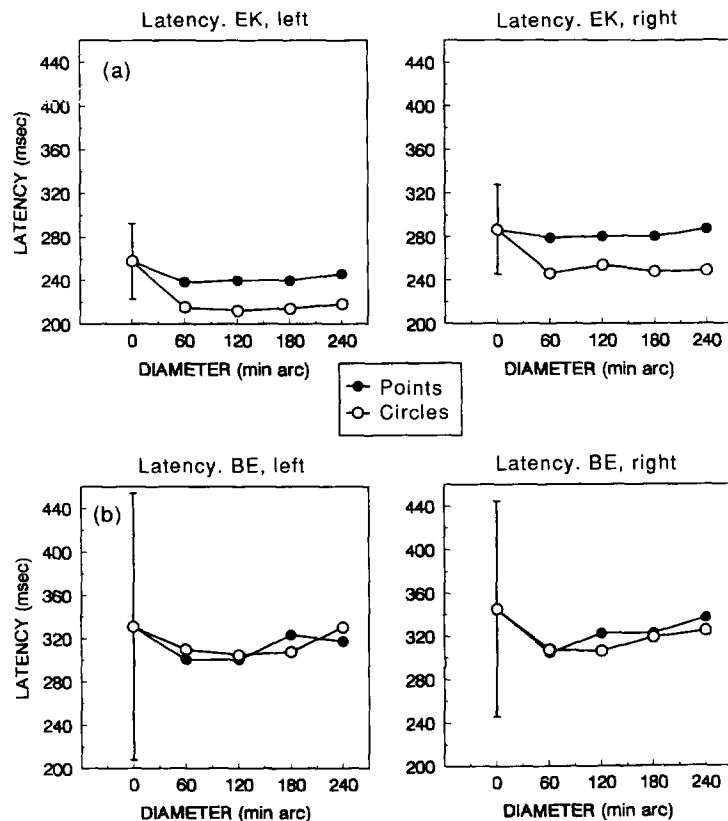 Latency. EK, left
Latency. EK, right
(a)
LATENCY (msec)
440
400
360
320
280
240
200
440
400
360
320
280
240
200
0 60 120 180 240
0 60 120 180 240
DIAMETER (min arc)
DIAMETER (min arc)
Points
Circles
Latency. BE, left
Latency. BE, right
(b)
LATENCY (msec)
440
400
360
320
280
240
200
440
400
360
320
280
240
200
0 60 120 180 240
0 60 120 180 240
DIAMETER (min arc)
DIAMETER (min arc)